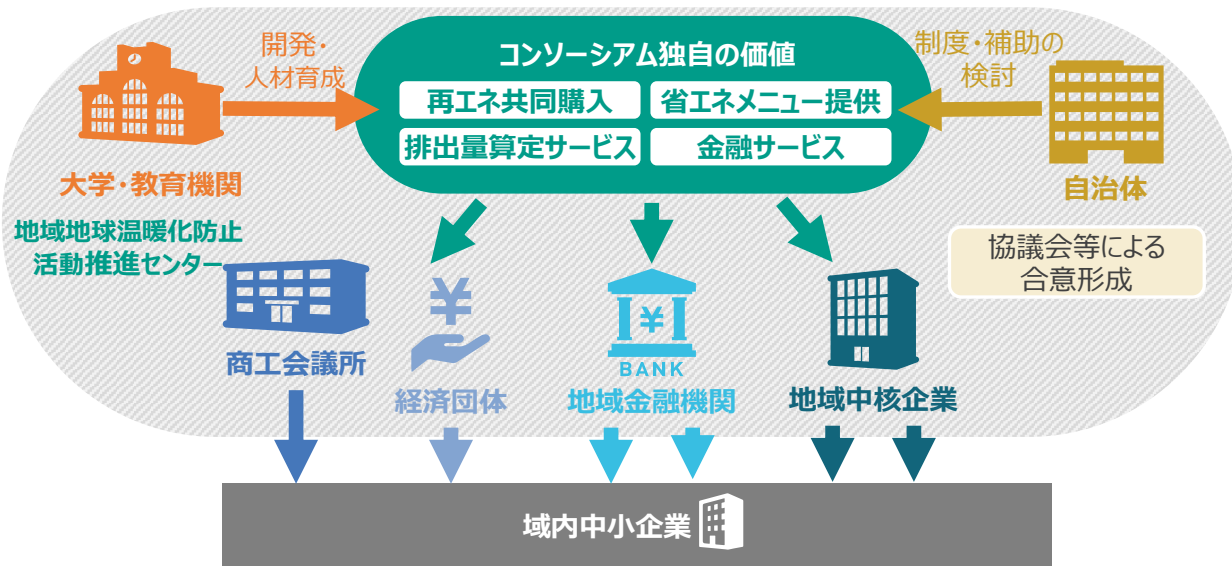 開発・
人材育成
コンソーシアム独自の価値
再エネ共同購入
省エネメニュー提供
排出量算定サービス
金融サービス
制度・補助の
検討
大学・教育機関
自治体
地域地球温暖化防止
活動推進センター
協議会等による
合意形成
¥
¥
BANK
商工会議所
経済団体
地域金融機関
地域中核企業
域内中小企業